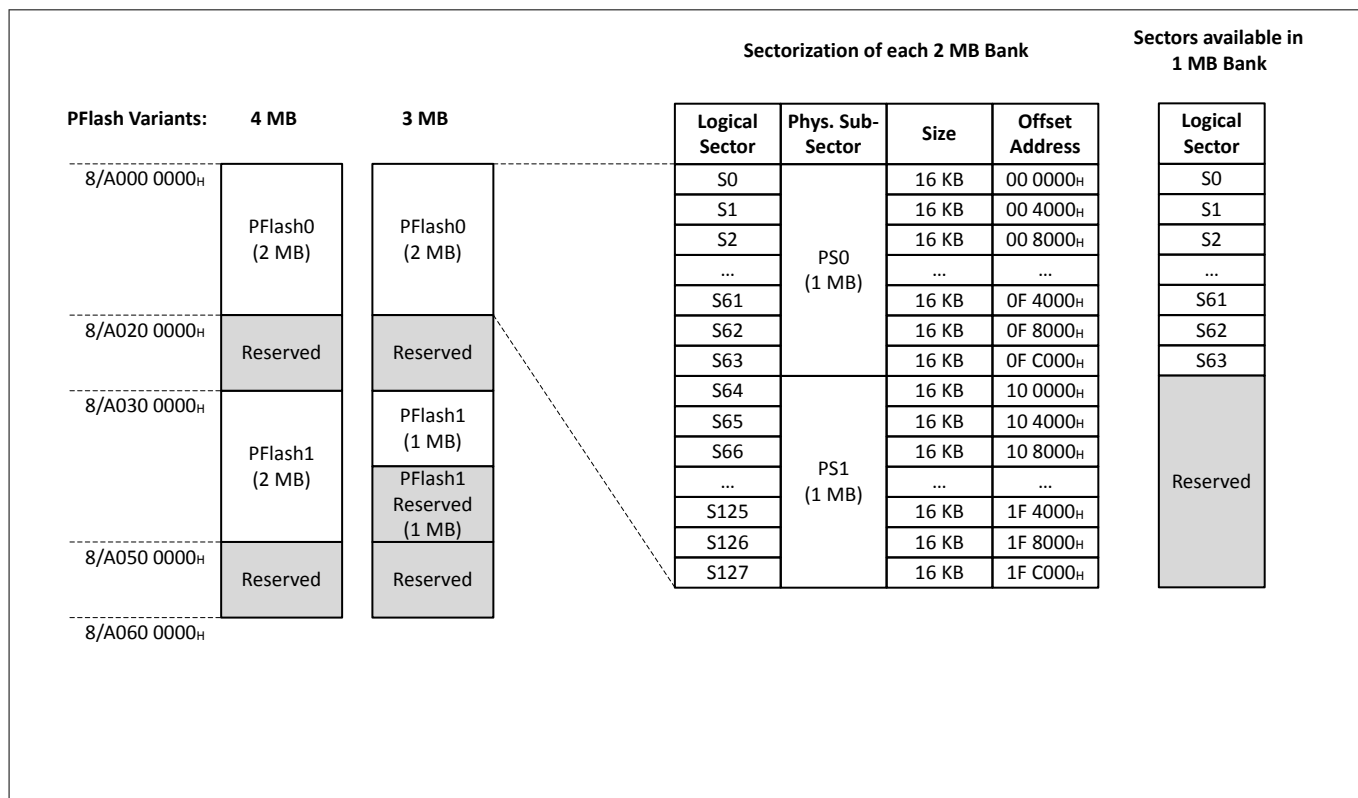 Sectorization of each 2 MB Bank
Sectors available in
1 MB Bank
PFlash Variants: 4 MB 3 MB
8/A000 0000H
PFlash0
(2 MB)
8/A020 0000H
Reserved
8/A030 0000H
PFlash1
(2 MB)
8/A050 0000H
Reserved
8/A060 0000H
PFlash0
(2 MB)
Reserved
PFlash1
(1 MB)
PFlash1
Reserved
(1 MB)
Reserved
Logical
Sector
Phys. Sub-
Sector
Size
Offset
Address
S0 16 KB 00 0000H
S1 16 KB 00 4000H
S2 16 KB 00 8000H
... ... ...
S61 16 KB 0F 4000H
S62 16 KB 0F 8000H
S63 16 KB 0F C000H
PS0
(1 MB)
S64 16 KB 10 0000H
S65 16 KB 10 4000H
S66 16 KB 10 8000H
... ... ...
S125 16 KB 1F 4000H
S126 16 KB 1F 8000H
S127 16 KB 1F C000H
PS1
(1 MB)
Logical
Sector
S0
S1
S2
...
S61
S62
S63
Reserved